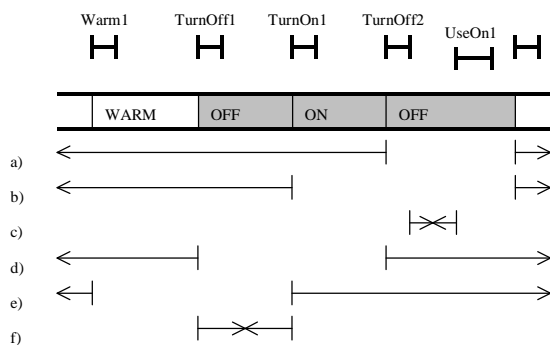 Warm1 TurnOff1 TurnOn1 TurnOff2
UseOn1
WARM OFF ON OFF
a)
b)
c)
d)
e)
f)